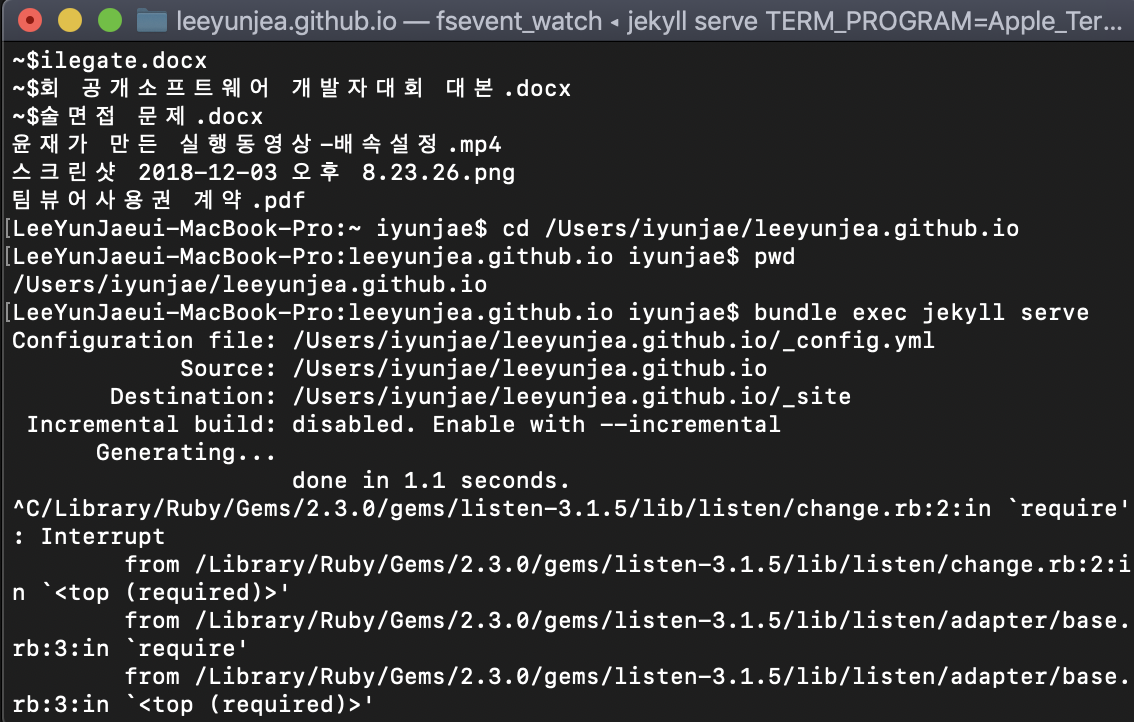 leeyunjea.github.io — fsevent_watch ◂ jekyll serve TERM_PROGRAM=Apple_Ter...
~$ilegate.docx
~$회 공개소프트웨어 개발자대회 대본.docx
~$술면접 문제.docx
윤재가 만든 실행동영상-배속설정.mp4
스크린샷 2018-12-03 오후 8.23.26.png
팀뷰어사용권 계약.pdf
[LeeYunJaeui-MacBook-Pro:~ iyunjae$ cd /Users/iyunjae/leeyunjea.github.io
[LeeYunJaeui-MacBook-Pro:leeyunjea.github.io iyunjae$ pwd
/Users/iyunjae/leeyunjea.github.io
[LeeYunJaeui-MacBook-Pro:leeyunjea.github.io iyunjae$ bundle exec jekyll serve
Configuration file: /Users/iyunjae/leeyunjea.github.io/_config.yml
Source: /Users/iyunjae/leeyunjea.github.io
Destination: /Users/iyunjae/leeyunjea.github.io/_site
Incremental build: disabled. Enable with --incremental
Generating...
done in 1.1 seconds.
^C/Library/Ruby/Gems/2.3.0/gems/listen-3.1.5/lib/listen/change.rb:2:in `require'
: Interrupt
from /Library/Ruby/Gems/2.3.0/gems/listen-3.1.5/lib/listen/change.rb:2:i
n `<top (required)>'
from /Library/Ruby/Gems/2.3.0/gems/listen-3.1.5/lib/listen/adapter/base.
rb:3:in `require'
from /Library/Ruby/Gems/2.3.0/gems/listen-3.1.5/lib/listen/adapter/base.
rb:3:in `<top (required)>'